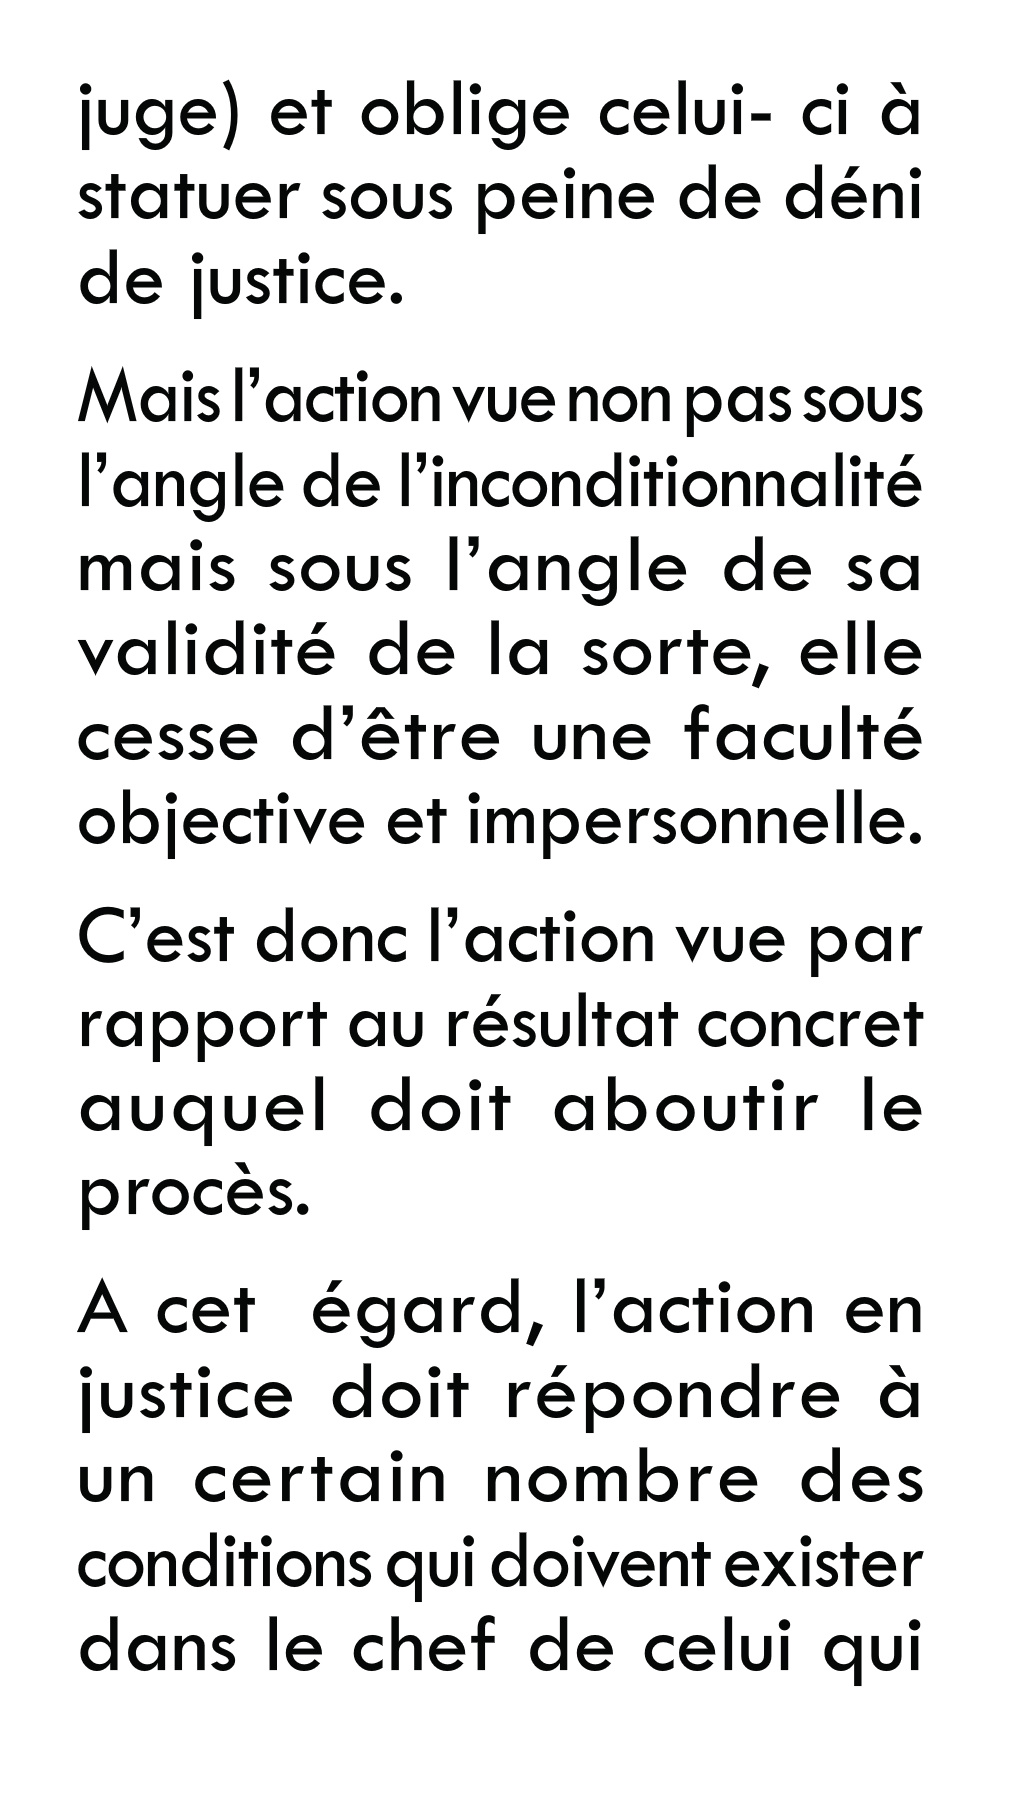 juge) et oblige celui- ci à
statuer sous peine de déni
de justice.
Mais l’action vue non pas sous
l’angle de l’inconditionnalité
mais sous l’angle de sa
validité de la sorte, elle
cesse d’être une faculté
objective et impersonnelle.
C’est donc l’action vue par
rapport au résultat concret
auquel doit aboutir le
procès.
A cet  égard, l’action en
justice doit répondre à
un certain nombre des
conditions qui doivent exister
dans le chef de celui qui